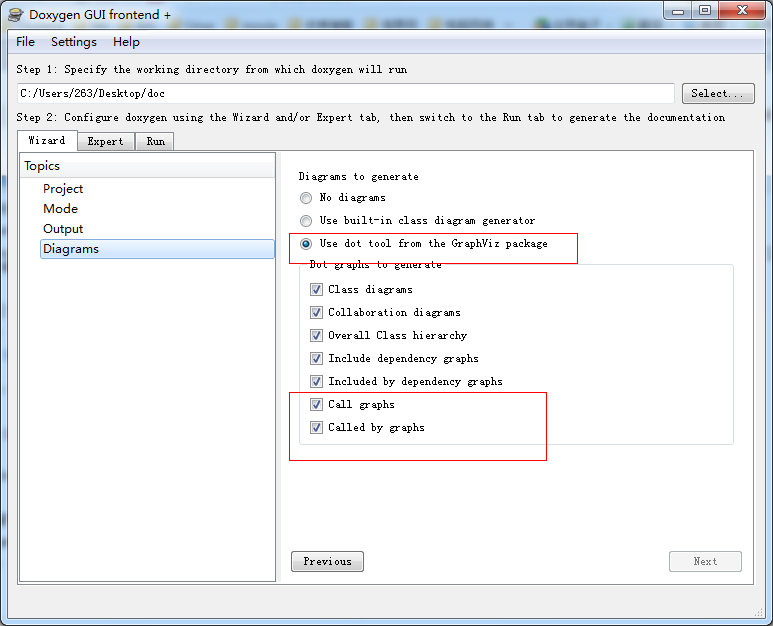 Doxygen GUI frontend +
File Settings Help
Step 1: Specify the working directory from which doxygen will run
C:/Users/263/Desktop/doc
Select...
Step 2: Configure doxygen using the Wizard and/or Expert tab, then switch to the Run tab to generate the documentation
Wizard Expert Run
Topics
Project
Mode
Output
Diagrams
Diagrams to generate
No diagrams
Use built-in class diagram generator
Use dot tool from the GraphViz package
Dot graphs to generate
Class diagrams
Collaboration diagrams
Overall Class hierarchy
Include dependency graphs
Included by dependency graphs
Call graphs
Called by graphs
Previous
Next